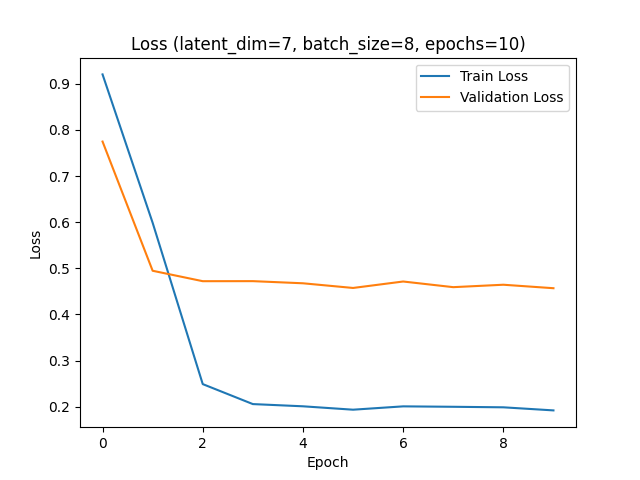 Loss (latent_dim=7, batch_size=8, epochs=10)
Train Loss
Validation Loss
0.9
0.8
0.7
0.6
0.5
0.4
0.3
0.2
Loss
0
2
4
6
8
Epoch